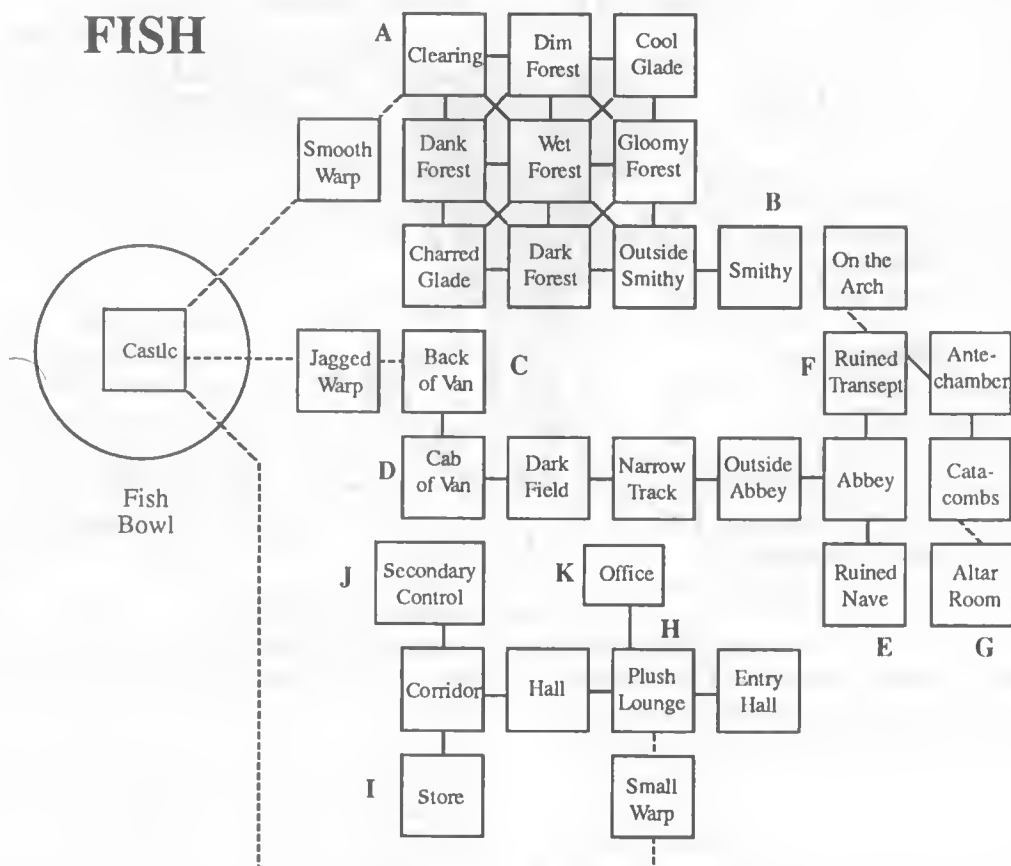 FISH
A
Clearing
Dim
Forest
Cool
Glade
Smooth
Warp
Dank
Forest
Wet
Forest
Gloomy
Forest
B
Charred
Glade
Dark
Forest
Outside
Smithy
Smithy
On the
Arch
Castle
Jagged
Warp
Back
of Van
C
F
Ruined
Transept
Ante-
chamber
Fish
Bowl
D
Cab
of Van
Dark
Field
Narrow
Track
Outside
Abbey
Abbey
Cata-
combs
J
Secondary
Control
K
Office
Ruined
Nave
Altar
Room
H
E
G
Corridor
Hall
Plush
Lounge
Entry
Hall
I
Store
Small
Warp